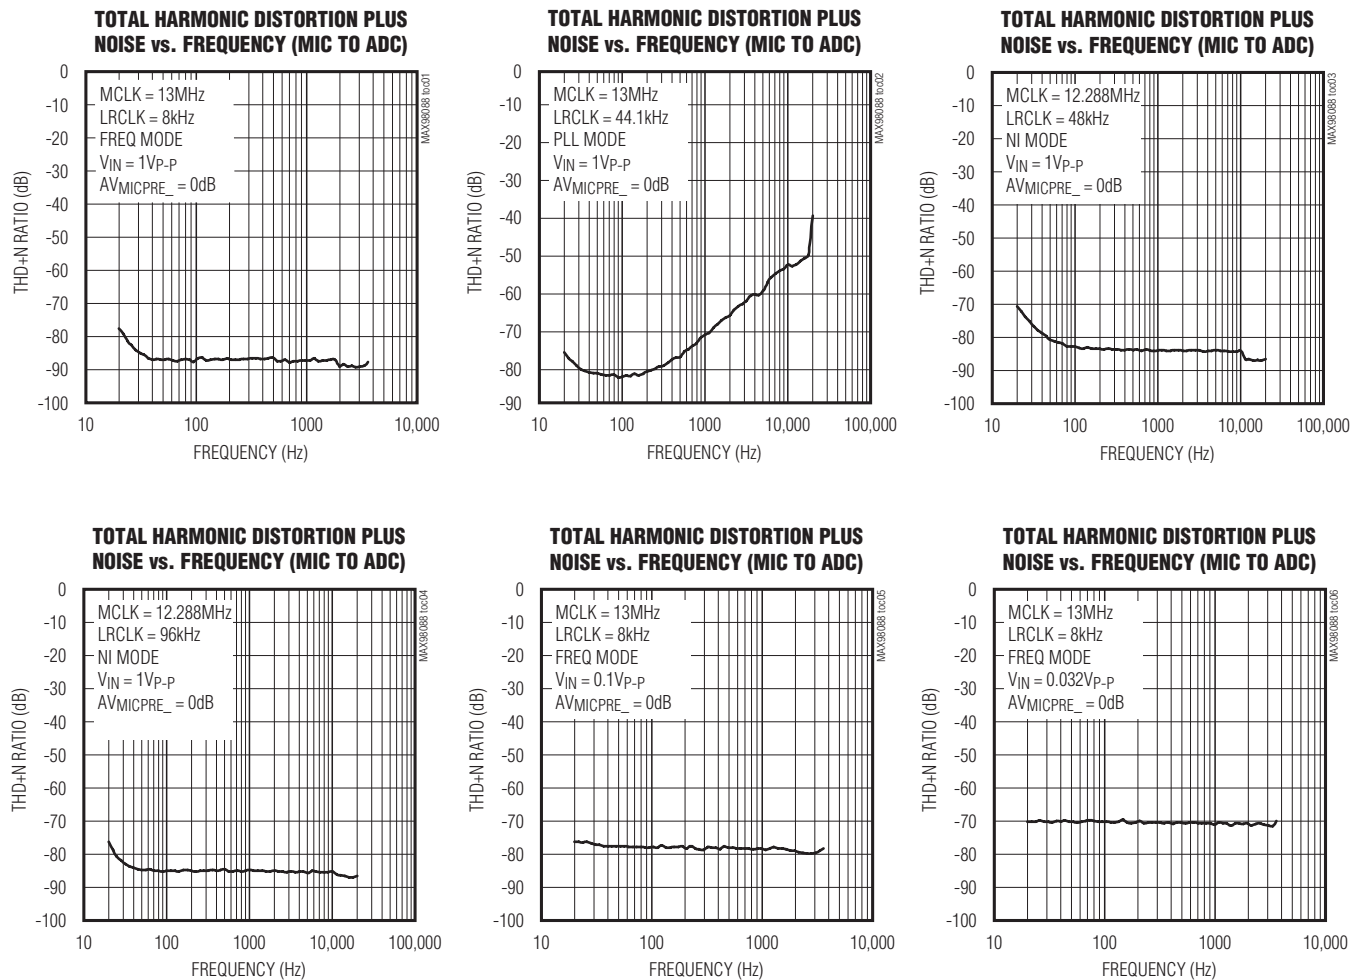 TOTAL HARMONIC DISTORTION PLUS
NOISE vs. FREQUENCY (MIC TO ADC)
MCLK = 13MHz
LRCLK = 8kHz
FREQ MODE
VIN = 1VP-P
AVMICPRE_ = 0dB
MAX98088 toc01
THD+N RATIO (dB)
0
-10
-20
-30
-40
-50
-60
-70
-80
-90
-100
10
100
1000
10,000
FREQUENCY (Hz)
TOTAL HARMONIC DISTORTION PLUS
NOISE vs. FREQUENCY (MIC TO ADC)
MCLK = 13MHz
LRCLK = 44.1kHz
PLL MODE
VIN = 1VP-P
AVMICPRE_ = 0dB
MAX98088 toc02
THD+N RATIO (dB)
0
-10
-20
-30
-40
-50
-60
-70
-80
-90
10
100
1000
10,000
100,000
FREQUENCY (Hz)
TOTAL HARMONIC DISTORTION PLUS
NOISE vs. FREQUENCY (MIC TO ADC)
MCLK = 12.288MHz
LRCLK = 48kHz
NI MODE
VIN = 1VP-P
AVMICPRE_ = 0dB
MAX98088 toc03
THD+N RATIO (dB)
0
-10
-20
-30
-40
-50
-60
-70
-80
-90
-100
10
100
1000
10,000
100,000
FREQUENCY (Hz)
TOTAL HARMONIC DISTORTION PLUS
NOISE vs. FREQUENCY (MIC TO ADC)
MCLK = 12.288MHz
LRCLK = 96kHz
NI MODE
VIN = 1VP-P
AVMICPRE_ = 0dB
MAX98088 toc04
THD+N RATIO (dB)
0
-10
-20
-30
-40
-50
-60
-70
-80
-90
-100
10
100
1000
10,000
100,000
FREQUENCY (Hz)
TOTAL HARMONIC DISTORTION PLUS
NOISE vs. FREQUENCY (MIC TO ADC)
MCLK = 13MHz
LRCLK = 8kHz
FREQ MODE
VIN = 0.1VP-P
AVMICPRE_ = 0dB
MAX98088 toc05
THD+N RATIO (dB)
0
-10
-20
-30
-40
-50
-60
-70
-80
-90
-100
10
100
1000
10,000
FREQUENCY (Hz)
TOTAL HARMONIC DISTORTION PLUS
NOISE vs. FREQUENCY (MIC TO ADC)
MCLK = 13MHz
LRCLK = 8kHz
FREQ MODE
VIN = 0.032VP-P
AVMICPRE_ = 0dB
MAX98088 toc06
THD+N RATIO (dB)
0
-10
-20
-30
-40
-50
-60
-70
-80
-90
-100
10
100
1000
10,000
FREQUENCY (Hz)